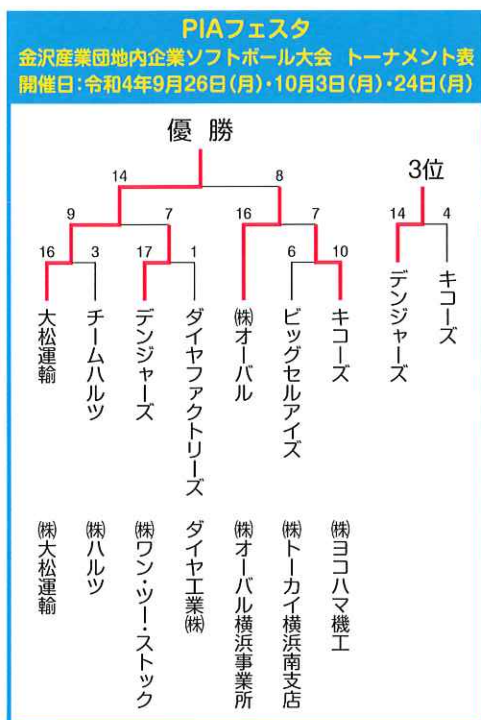 PIAフェスタ
金沢産業団地内企業ソフトボール大会 トーナメント表
開催日:令和4年9月26日(月)・10月3日(月)・24日(月)
優勝
14
8
3位
9
7
16
7
14
4
16
3
17
1
6
10
大松運輸
チームハルツ
デンジャーズ
ダイヤファクトリーズ
㈱オーバル
ビッグセルアイズ
キコーズ
デンジャーズ
キコーズ
㈱大松運輸
㈱ハルツ
㈱ワン・ツー・ストック
ダイヤ工業㈱
㈱オーバル横浜事業所
㈱トーカイ横浜南支店
㈱ヨコハマ機工